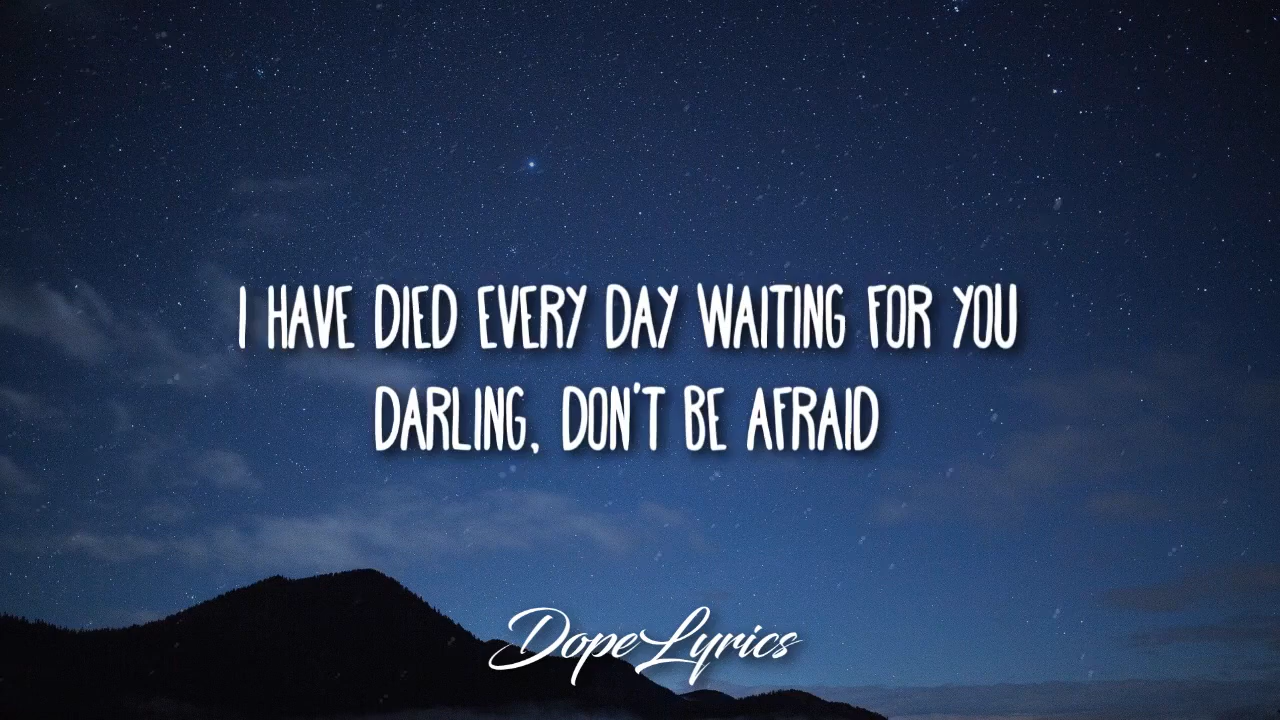 I HAVE DIED EVERY DAY WAITING FOR YOU
DARLING, DON'T BE AFRAID
DopeLyrics